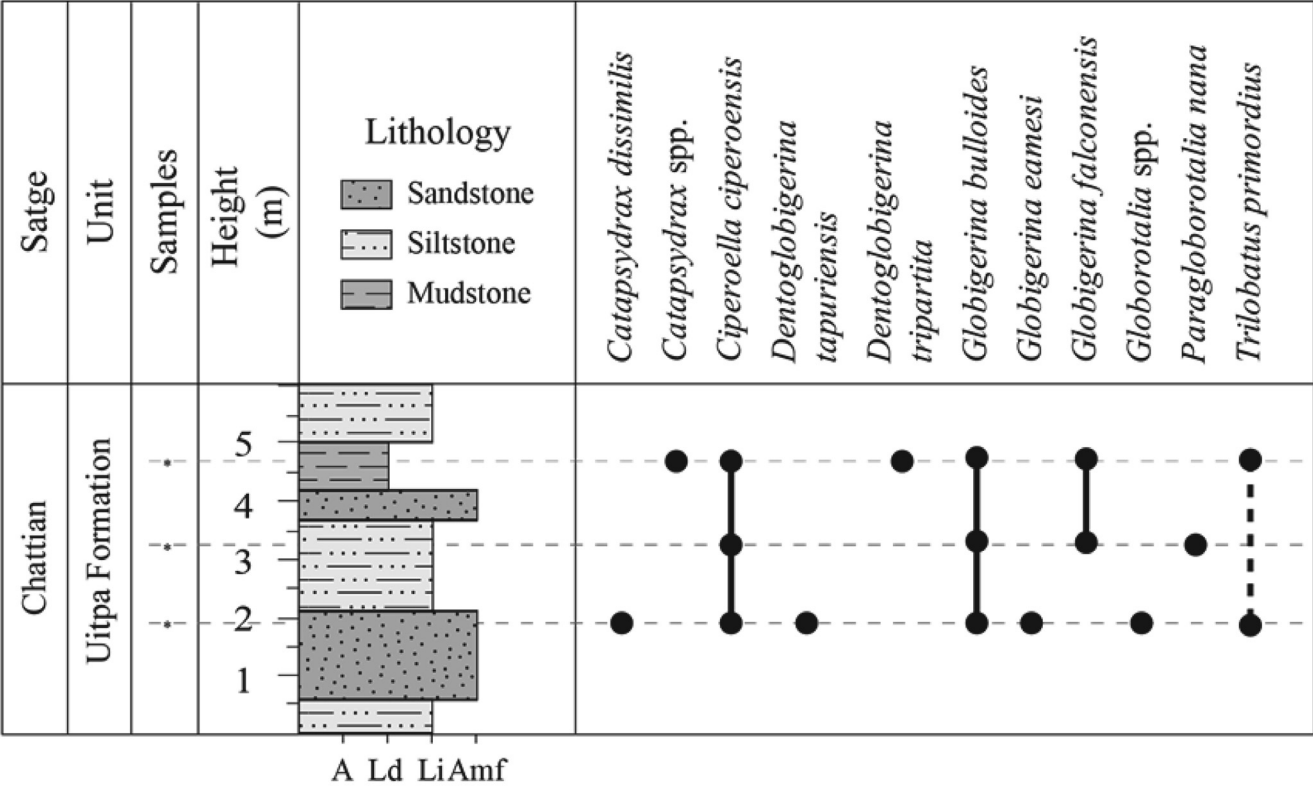 Satge
Unit
Samples
Height
(m)
Lithology
Sandstone
Siltstone
Mudstone
Catapsydrax dissimilis
Catapsydrax spp.
Ciperoella ciperoensis
Dentoglobigerina
tapuriensis
Dentoglobigerina
tripartita
Globigerina bulloides
Globigerina eamesi
Globigerina falconensis
Globorotalia spp.
Paragloborotalia nana
Trilobatus primordius
Chattian
Uitpa Formation
*
*
*
5
4
3
2
1
A Ld Li Amf